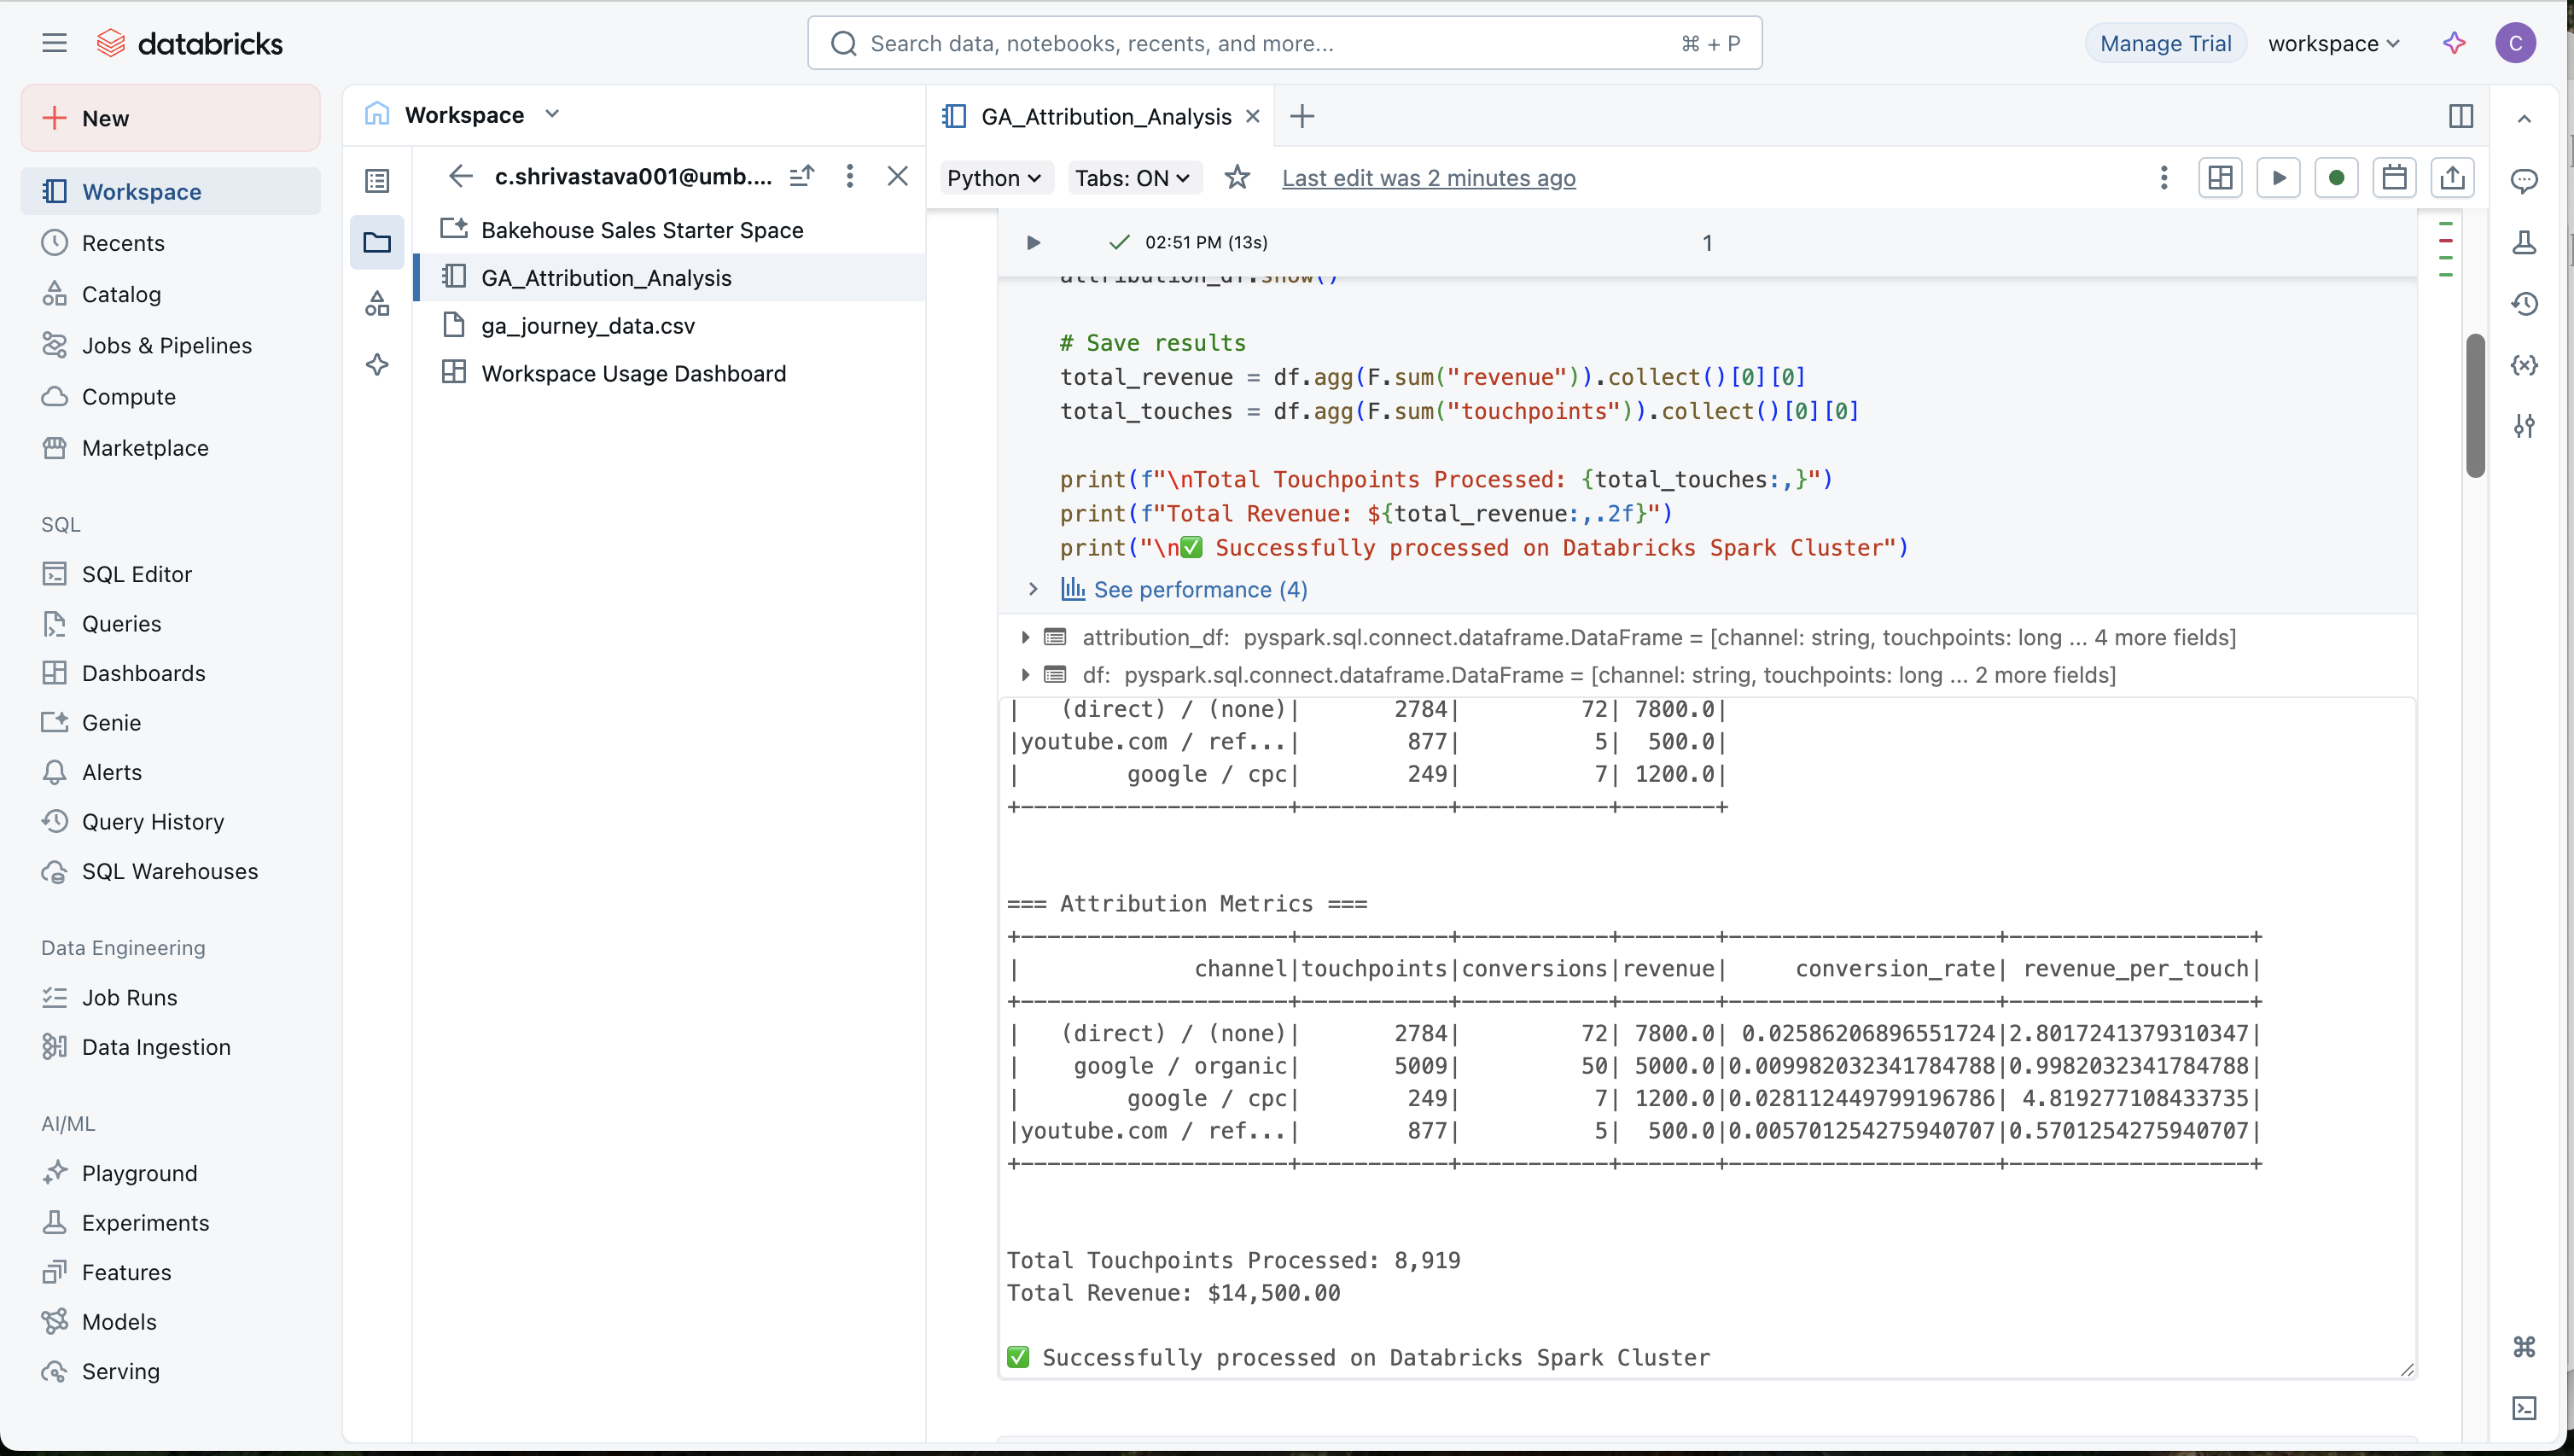 databricks
Search data, notebooks, recents, and more...
⌘ + P
Manage Trial
workspace
C
New
Workspace
Recents
Catalog
Jobs & Pipelines
Compute
Marketplace
SQL
SQL Editor
Queries
Dashboards
Genie
Alerts
Query History
SQL Warehouses
Data Engineering
Job Runs
Data Ingestion
AI/ML
Playground
Experiments
Features
Models
Serving
Workspace
c.shrivastava001@umb....
Bakehouse Sales Starter Space
GA_Attribution_Analysis
ga_journey_data.csv
Workspace Usage Dashboard
GA_Attribution_Analysis
Python
Tabs: ON
Last edit was 2 minutes ago
02:51 PM (13s)
1
attribution_df.show()
# Save results
total_revenue = df.agg(F.sum("revenue")).collect()[0][0]
total_touches = df.agg(F.sum("touchpoints")).collect()[0][0]
print(f"\nTotal Touchpoints Processed: {total_touches:,}")
print(f"Total Revenue: ${total_revenue:,.2f}")
print("\n✅ Successfully processed on Databricks Spark Cluster")
See performance (4)
attribution_df: pyspark.sql.connect.dataframe.DataFrame = [channel: string, touchpoints: long ... 4 more fields]
df: pyspark.sql.connect.dataframe.DataFrame = [channel: string, touchpoints: long ... 2 more fields]
|   (direct) / (none)|       2784|         72| 7800.0|
|youtube.com / ref...|        877|          5|  500.0|
|        google / cpc|        249|          7| 1200.0|
+--------------------+-----------+-----------+-------+
=== Attribution Metrics ===
+--------------------+-----------+-----------+-------+--------------------+------------------+
|             channel|touchpoints|conversions|revenue|     conversion_rate| revenue_per_touch|
+--------------------+-----------+-----------+-------+--------------------+------------------+
|   (direct) / (none)|       2784|         72| 7800.0| 0.02586206896551724|2.8017241379310347|
|    google / organic|       5009|         50| 5000.0|0.009982032341784788|0.9982032341784788|
|        google / cpc|        249|          7| 1200.0|0.028112449799196786| 4.819277108433735|
|youtube.com / ref...|        877|          5|  500.0|0.005701254275940707|0.5701254275940707|
+--------------------+-----------+-----------+-------+--------------------+------------------+
Total Touchpoints Processed: 8,919
Total Revenue: $14,500.00
✅ Successfully processed on Databricks Spark Cluster